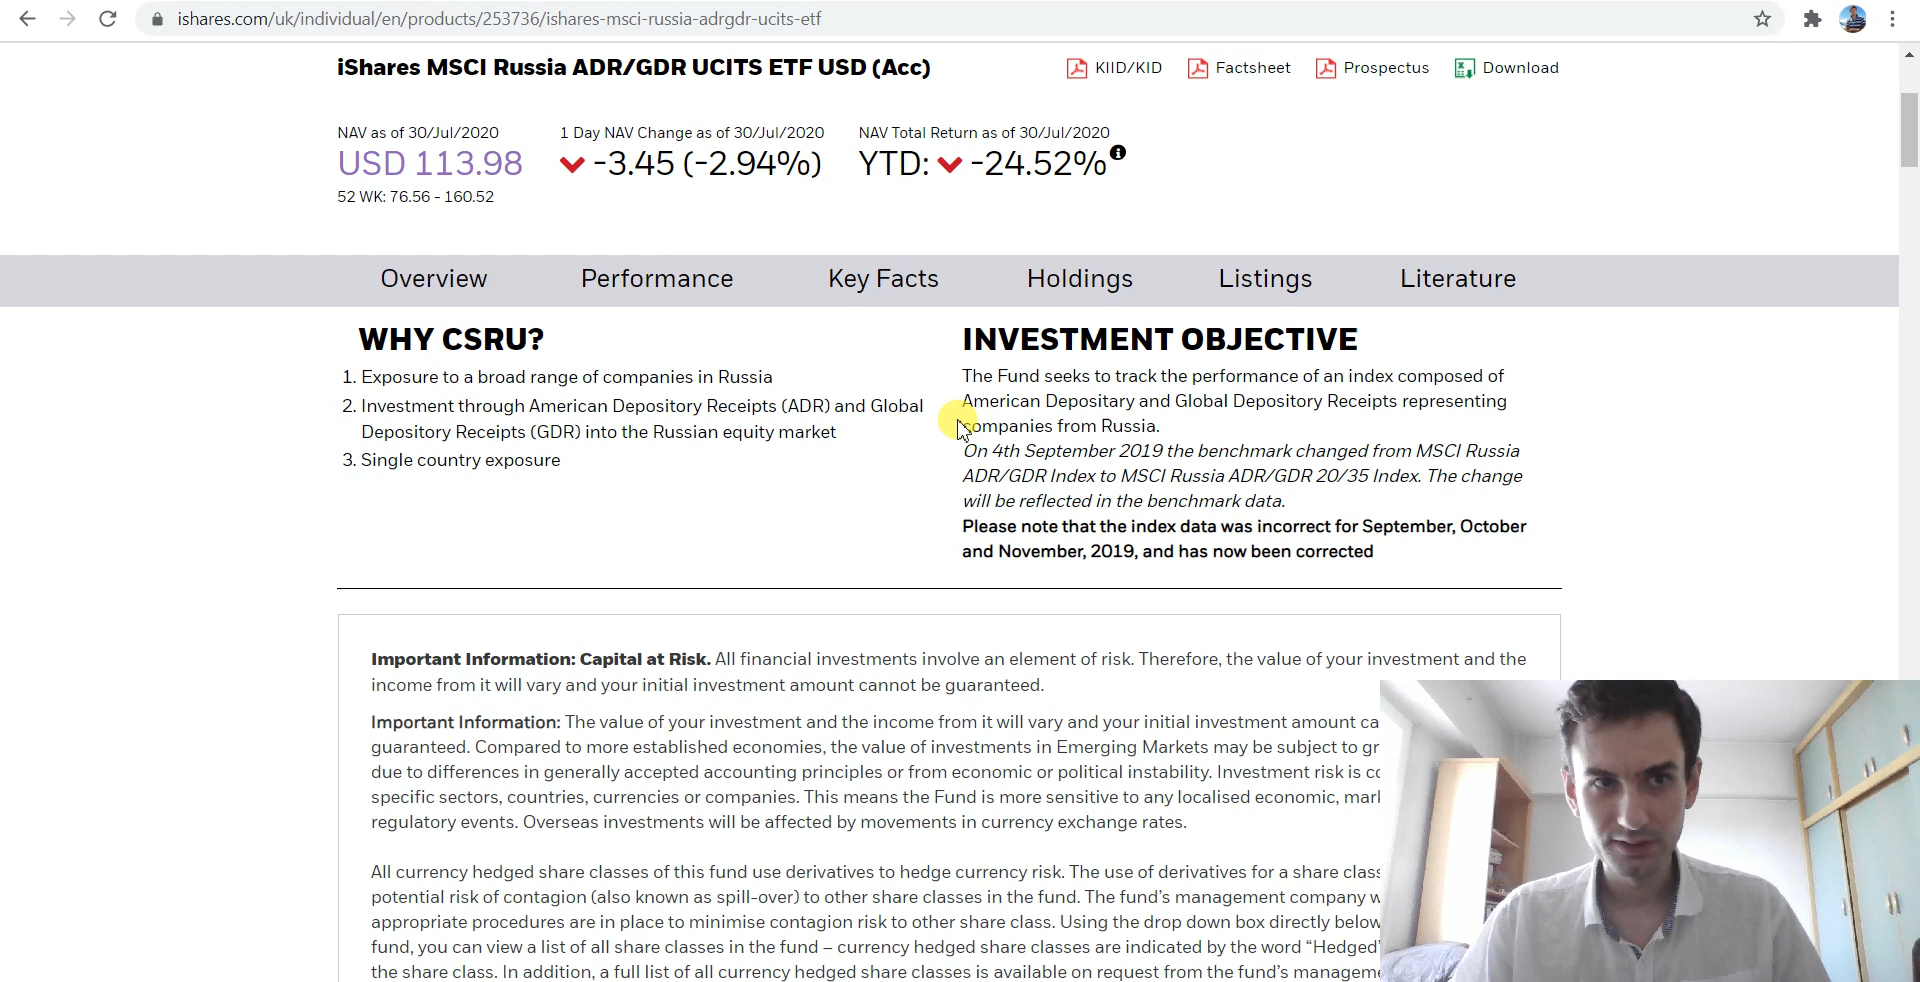 ishares.com/uk/individual/en/products/253736/ishares-msci-russia-adrgdr-ucits-etf
iShares MSCI Russia ADR/GDR UCITS ETF USD (Acc)
KIID/KID
Factsheet
Prospectus
Download
NAV as of 30/Jul/2020
USD 113.98
52 WK: 76.56 - 160.52
1 Day NAV Change as of 30/Jul/2020
-3.45 (-2.94%)
NAV Total Return as of 30/Jul/2020
YTD: -24.52%
Overview
Performance
Key Facts
Holdings
Listings
Literature
WHY CSRU?
1. Exposure to a broad range of companies in Russia
2. Investment through American Depository Receipts (ADR) and Global
Depository Receipts (GDR) into the Russian equity market
3. Single country exposure
INVESTMENT OBJECTIVE
The Fund seeks to track the performance of an index composed of
American Depositary and Global Depository Receipts representing
companies from Russia.
On 4th September 2019 the benchmark changed from MSCI Russia
ADR/GDR Index to MSCI Russia ADR/GDR 20/35 Index. The change
will be reflected in the benchmark data.
Please note that the index data was incorrect for September, October
and November, 2019, and has now been corrected
Important Information: Capital at Risk. All financial investments involve an element of risk. Therefore, the value of your investment and the
income from it will vary and your initial investment amount cannot be guaranteed.
Important Information: The value of your investment and the income from it will vary and your initial investment amount ca
guaranteed. Compared to more established economies, the value of investments in Emerging Markets may be subject to gr
due to differences in generally accepted accounting principles or from economic or political instability. Investment risk is co
specific sectors, countries, currencies or companies. This means the Fund is more sensitive to any localised economic, mark
regulatory events. Overseas investments will be affected by movements in currency exchange rates.
All currency hedged share classes of this fund use derivatives to hedge currency risk. The use of derivatives for a share class
potential risk of contagion (also known as spill-over) to other share classes in the fund. The fund's management company w
appropriate procedures are in place to minimise contagion risk to other share class. Using the drop down box directly below
fund, you can view a list of all share classes in the fund – currency hedged share classes are indicated by the word “Hedged”
the share class. In addition, a full list of all currency hedged share classes is available on request from the fund's manageme